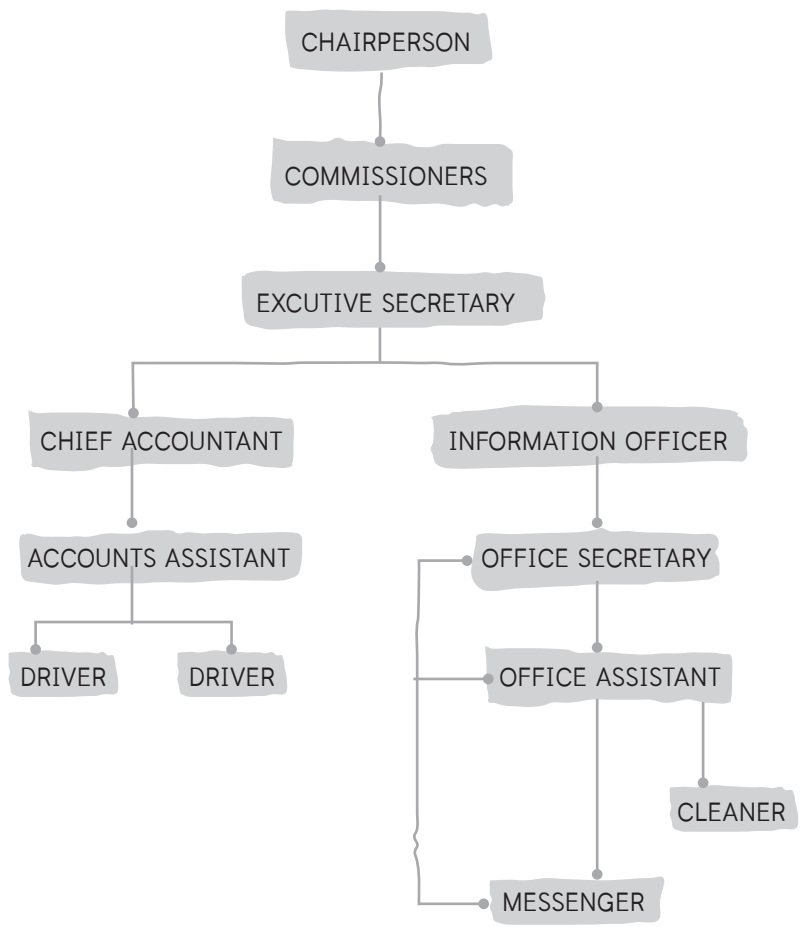 CHAIRPERSON
COMMISSIONERS
EXCUTIVE SECRETARY
CHIEF ACCOUNTANT
INFORMATION OFFICER
ACCOUNTS ASSISTANT
OFFICE SECRETARY
DRIVER
DRIVER
OFFICE ASSISTANT
CLEANER
MESSENGER